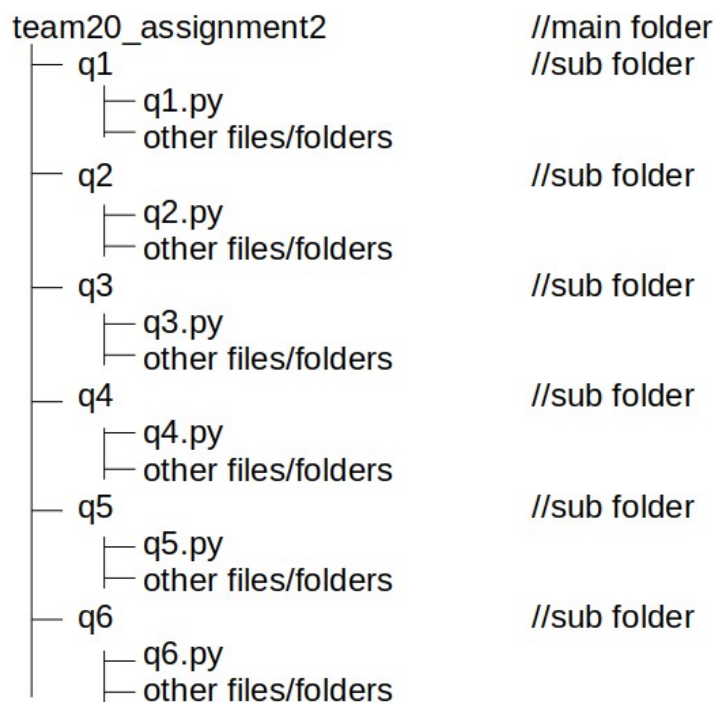 team20_assignment2 //main folder
q1 //sub folder
q1.py
other files/folders
q2 //sub folder
q2.py
other files/folders
q3 //sub folder
q3.py
other files/folders
q4 //sub folder
q4.py
other files/folders
q5 //sub folder
q5.py
other files/folders
q6 //sub folder
q6.py
other files/folders